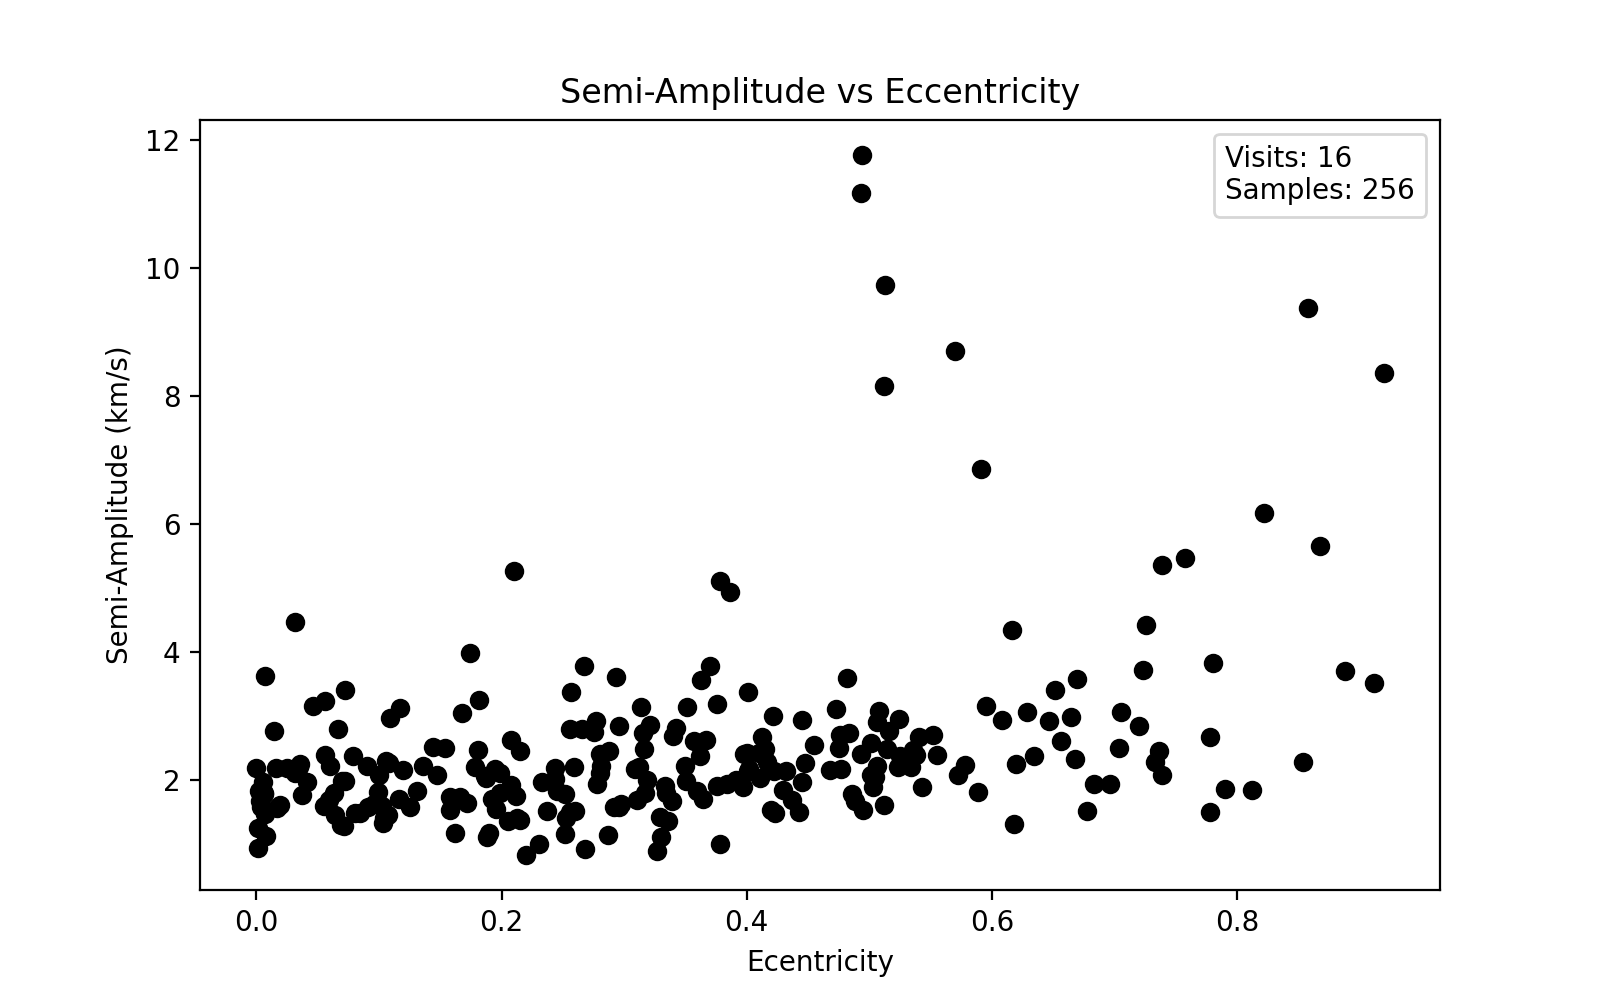 Semi-Amplitude vs Eccentricity
Visits: 16
Samples: 256
Semi-Amplitude (km/s)
12
10
8
6
4
2
0.0 0.2 0.4 0.6 0.8
Ecentricity